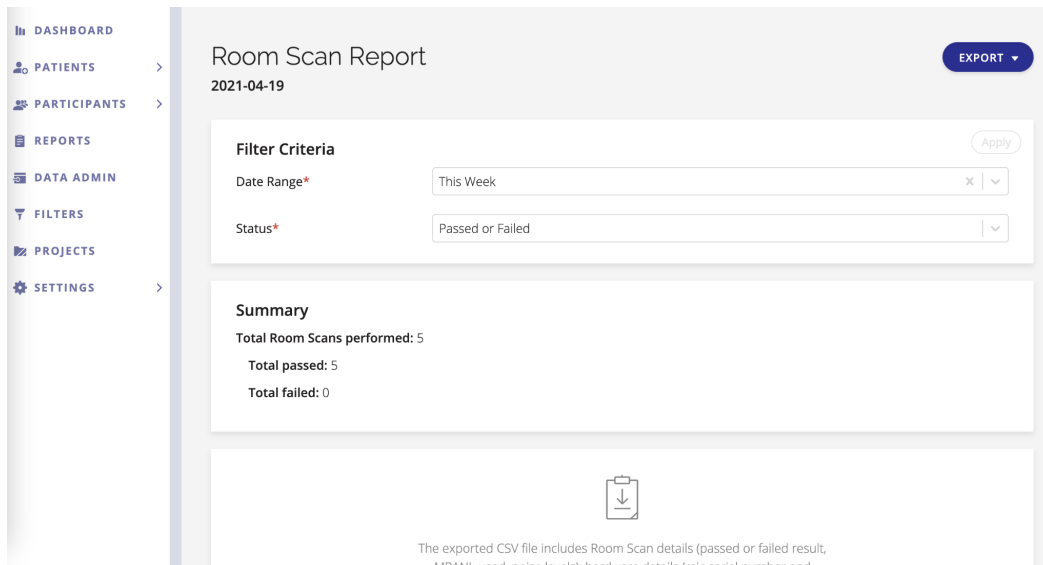 DASHBOARD
PATIENTS
PARTICIPANTS
REPORTS
DATA ADMIN
FILTERS
PROJECTS
SETTINGS
Room Scan Report
EXPORT
2021-04-19
Filter Criteria
Apply
Date Range*
This Week
Status*
Passed or Failed
Summary
Total Room Scans performed: 5
Total passed: 5
Total failed: 0
The exported CSV file includes Room Scan details (passed or failed result,